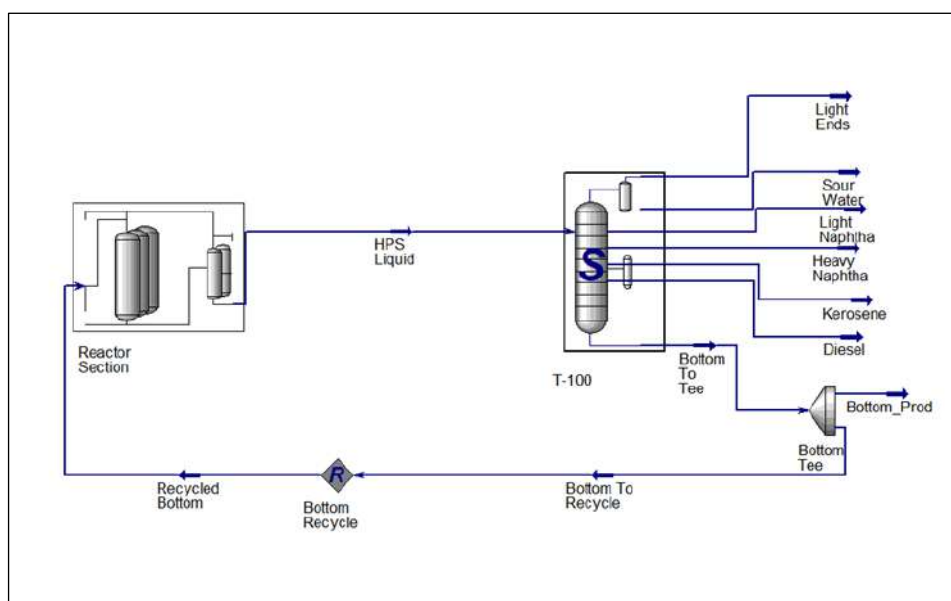 Light
Ends
Sour
Water
Light
Naphtha
HPS
Liquid
Heavy
Naphtha
S
Kerosene
Reactor
Section
Diesel
T-100
Bottom
To
Tee
Bottom_Prod
Bottom
Tee
R
Recycled
Bottom
Bottom
Recycle
Bottom To
Recycle